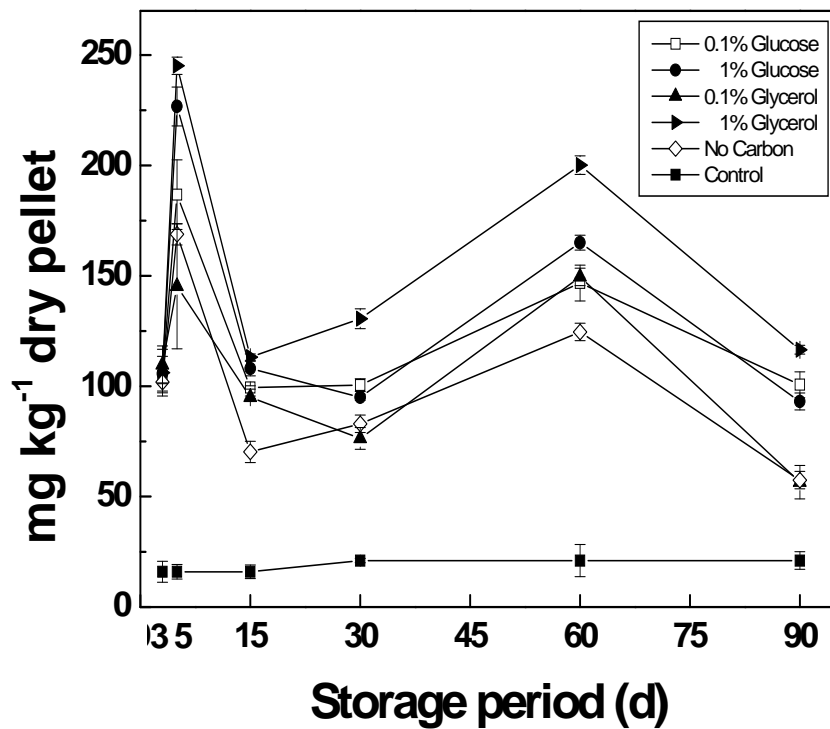 250
200
150
100
50
0
mg kg⁻¹ dry pellet
0.1% Glucose
1% Glucose
0.1% Glycerol
1% Glycerol
No Carbon
Control
03 5 15 30 45 60 75 90
Storage period (d)